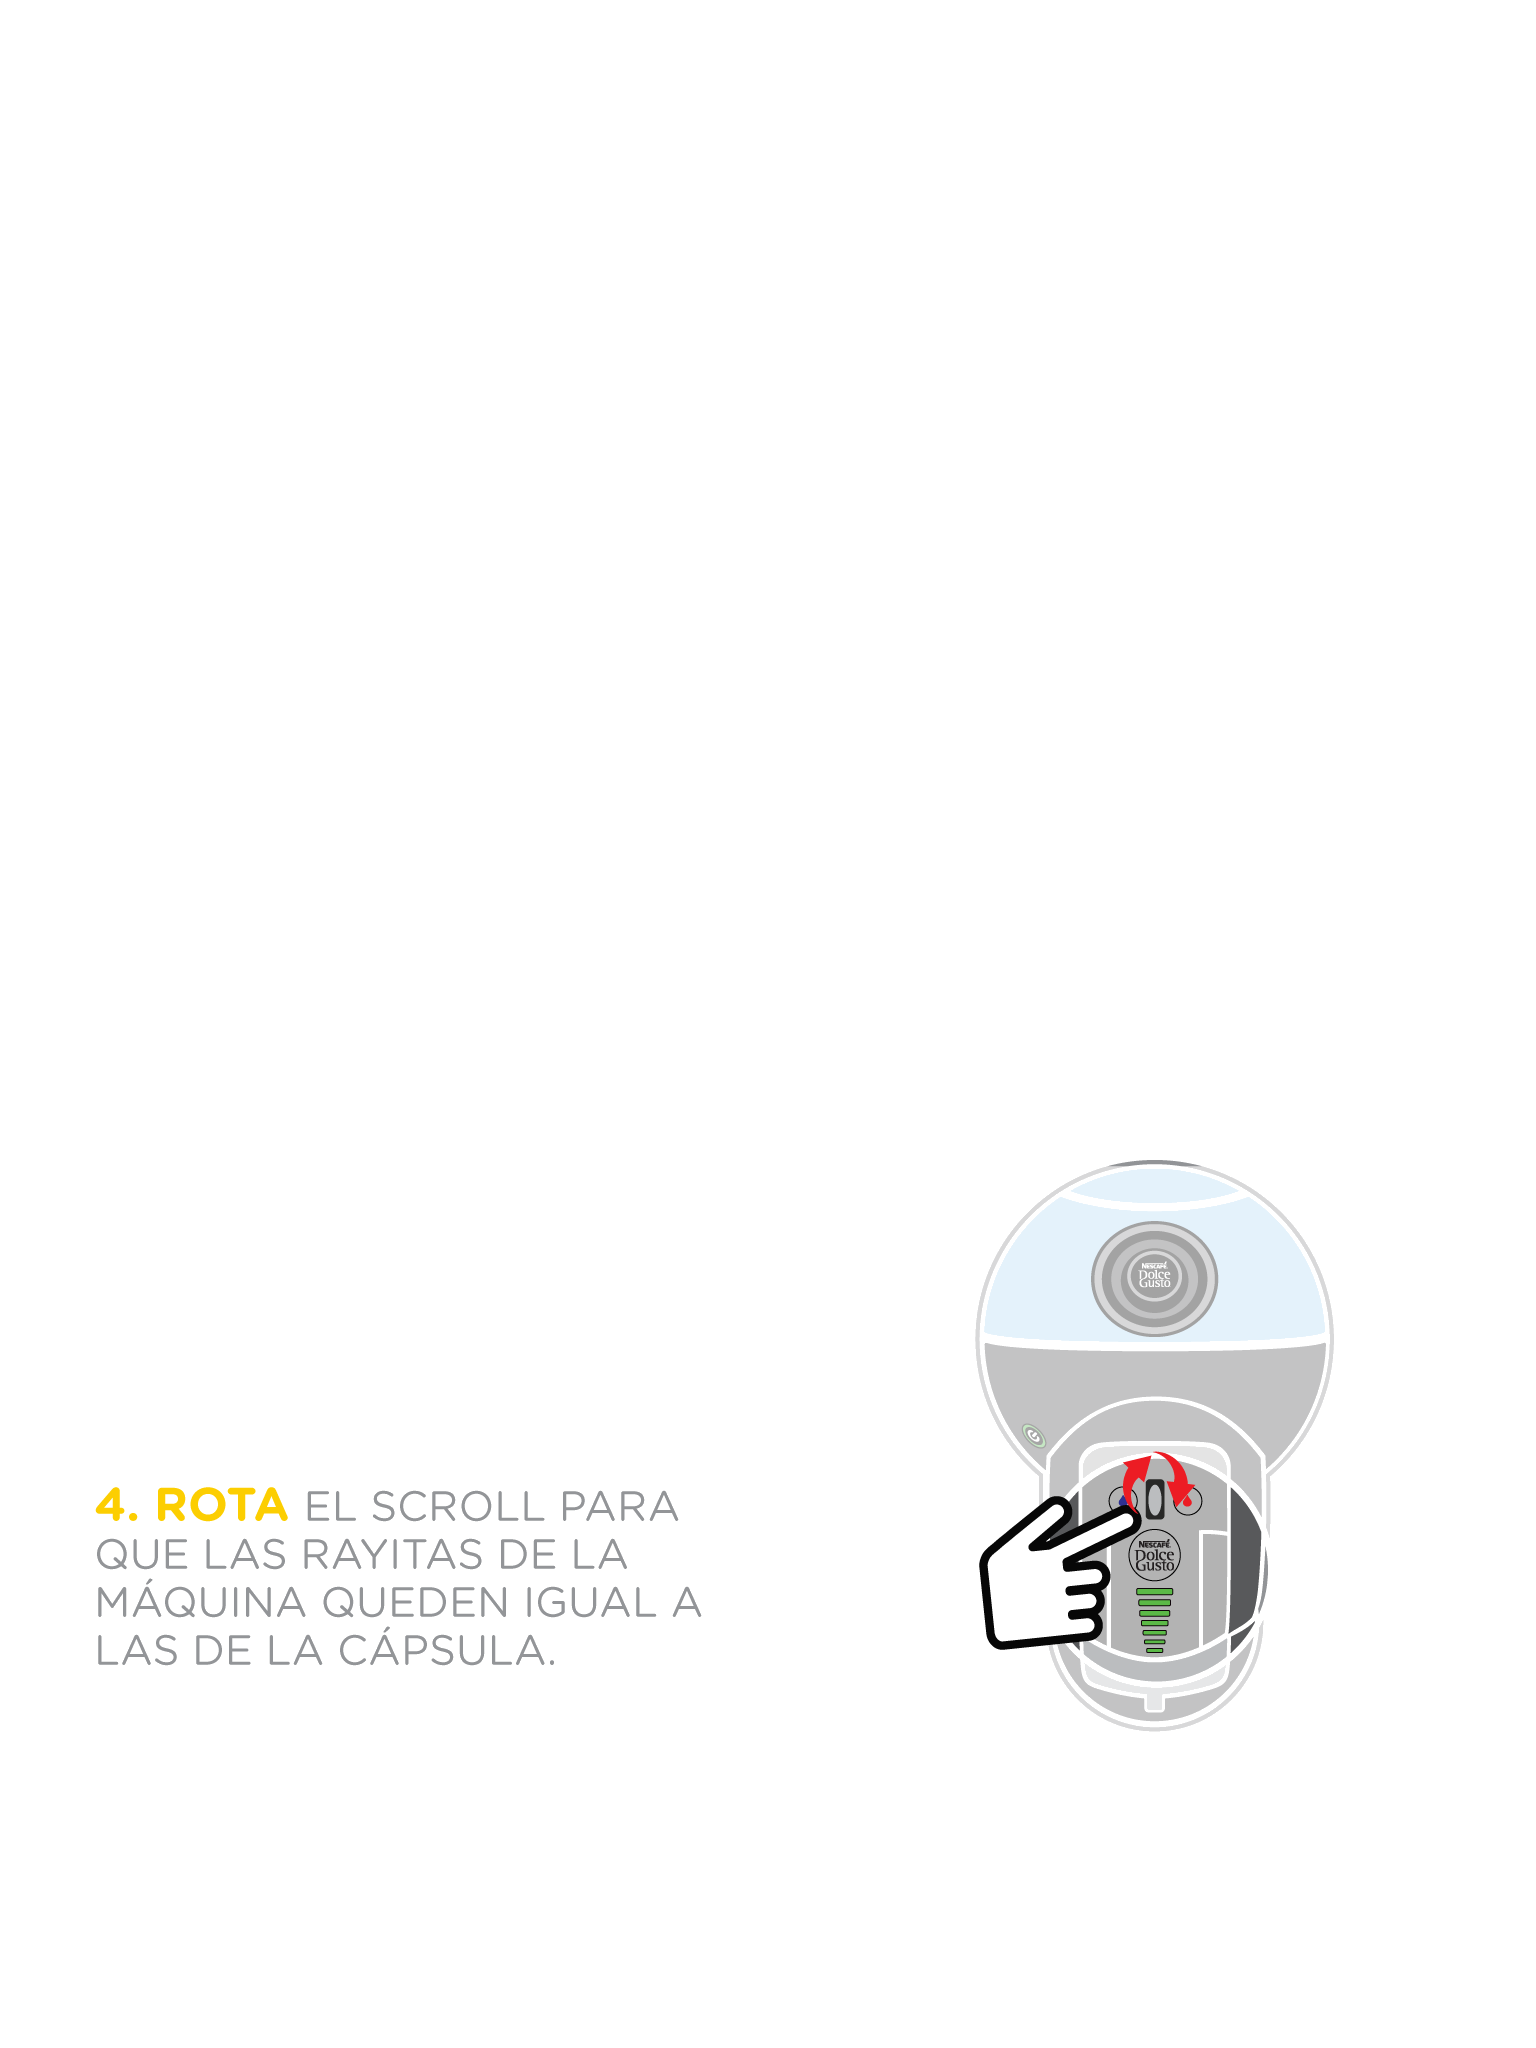 NESCAFÉ
Dolce
Gusto
4. ROTA EL SCROLL PARA
QUE LAS RAYITAS DE LA
MÁQUINA QUEDEN IGUAL A
LAS DE LA CÁPSULA.
NESCAFÉ
Dolce
Gusto